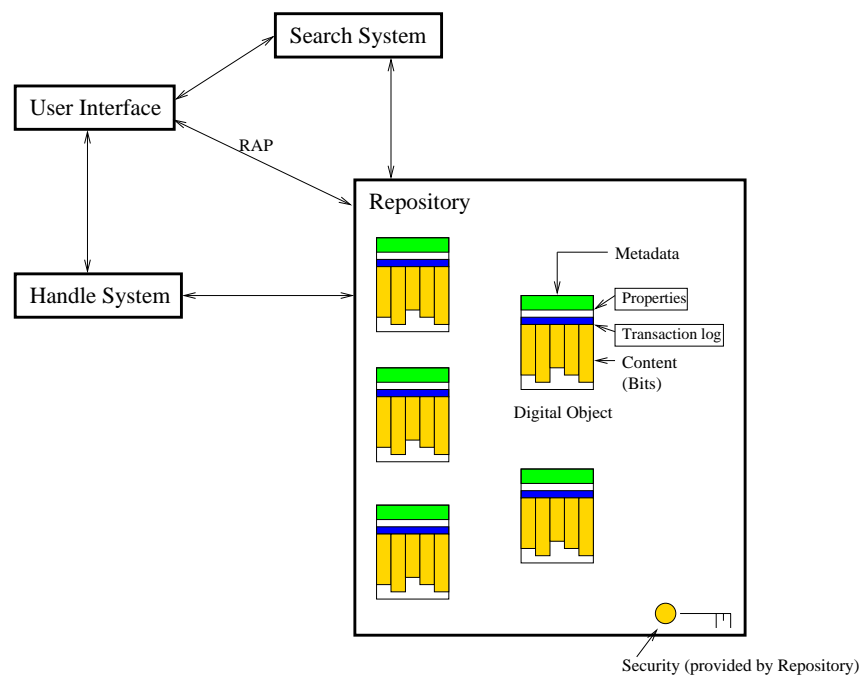 Search System
User Interface
RAP
Repository
Metadata
Handle System
Properties
Transaction log
Content
(Bits)
Digital Object
Security (provided by Repository)